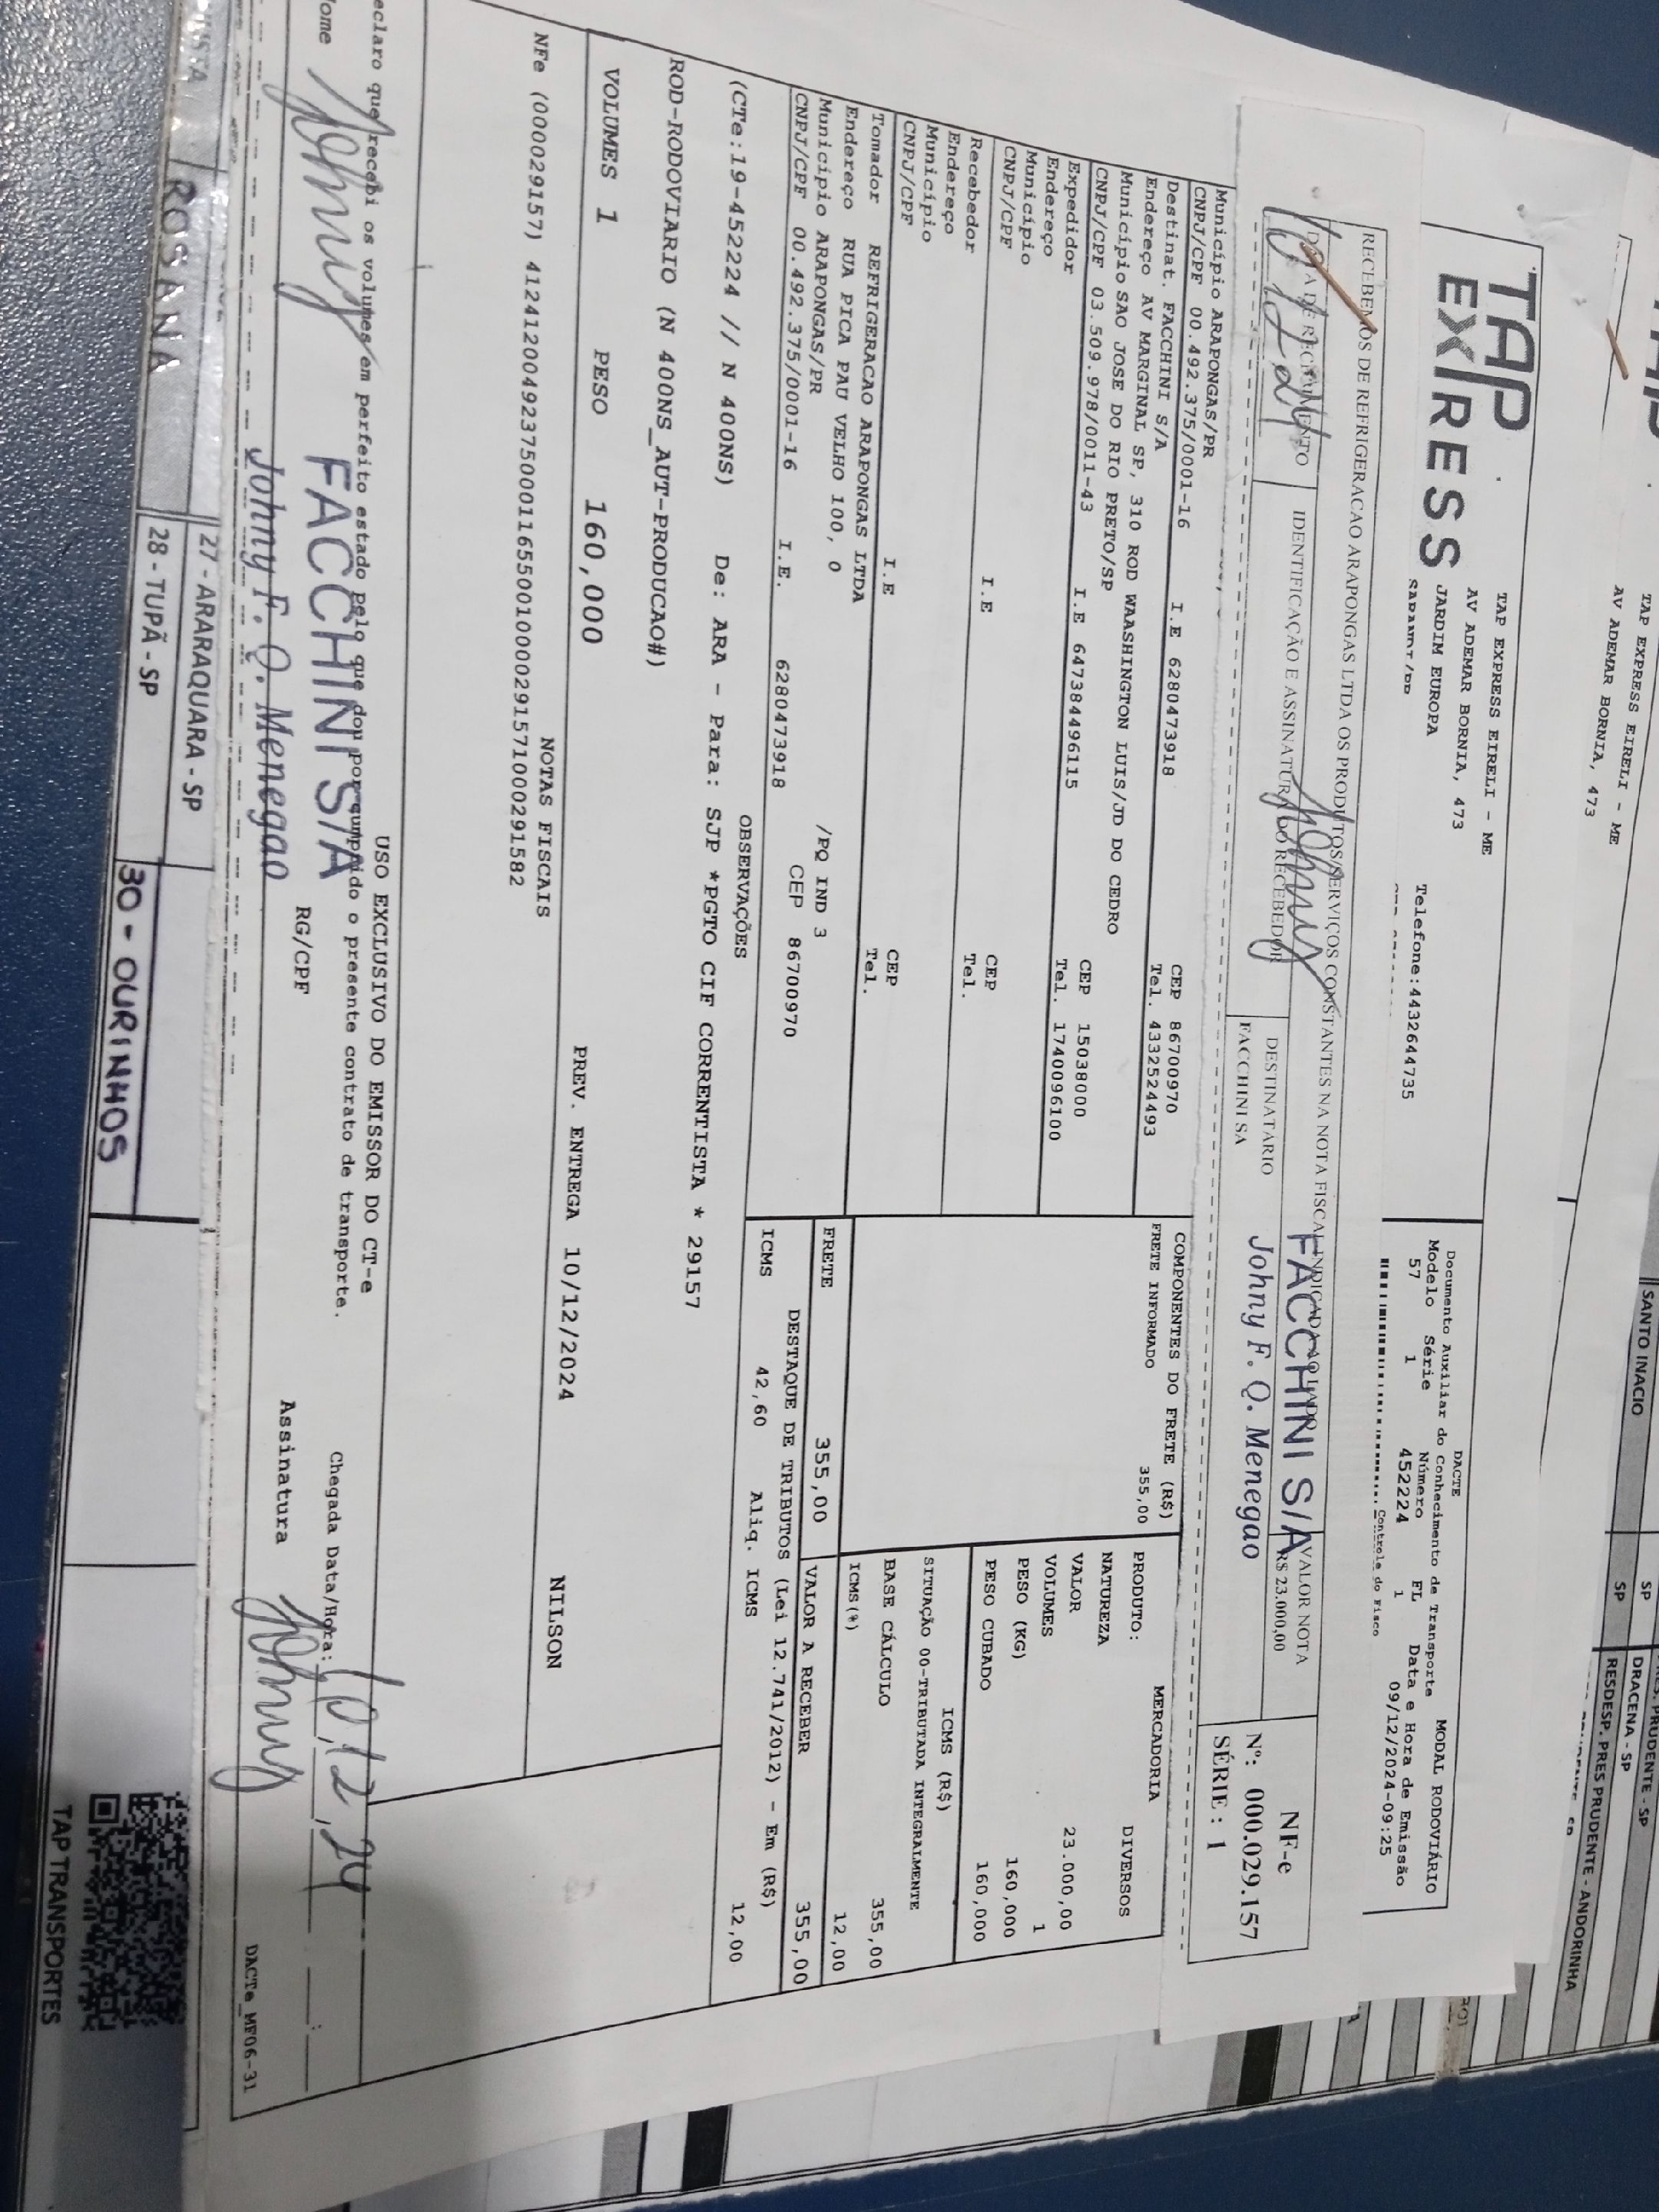 TAP EXPRESS EIRELI - ME
AV ADEMAR BORNIA, 473
SANTO INACIO
SP
SP
DRACENA - SP
RESDESP. PRES PRUDENTE - ANDORINHA
TAP
EX/RESS
TAP EXPRESS EIRELI - ME
AV ADEMAR BORNIA, 473
JARDIM EUROPA
Telefone:4432644735
DACTE
Documento Auxiliar do Conhecimento de Transporte
MODAL RODOVIÁRIO
Modelo Série Número FL Data e Hora de Emissão
57 1 452224 1 09/12/2024-09:25
Controle do Fisco
RECEBEMOS DE REFRIGERACAO ARAPONGAS LTDA OS PRODUTOS/SERVIÇOS CONSTANTES NA NOTA FISCAL INDICADA AO LADO
DATA DE RECEBIMENTO
IDENTIFICAÇÃO E ASSINATURA DO RECEBEDOR
Johny
DESTINATÁRIO
FACCHINI SA
FACCHINI S/A
Johny F. Q. Menegao
VALOR NOTA
R$ 23.000,00
NF-e
Nº: 000.029.157
SÉRIE : 1
Município ARAPONGAS/PR
CNPJ/CPF 00.492.375/0001-16 I.E 6280473918 CEP 86700970
Tel. 4332524493
Destinat. FACCHINI S/A
Endereço AV MARGINAL SP, 310 ROD WAASHINGTON LUIS/JD DO CEDRO
Município SAO JOSE DO RIO PRETO/SP CEP 15038000
CNPJ/CPF 03.509.978/0011-43 I.E 647384496115 Tel. 1740096100
Expedidor
Endereço
Município CEP
CNPJ/CPF I.E Tel.
Recebedor
Endereço
Município CEP
CNPJ/CPF I.E Tel.
Tomador REFRIGERACAO ARAPONGAS LTDA
Endereço RUA PICA PAU VELHO 100, 0 /PQ IND 3
Município ARAPONGAS/PR CEP 86700970
CNPJ/CPF 00.492.375/0001-16 I.E. 6280473918
COMPONENTES DO FRETE (R$)
FRETE INFORMADO 355,00
FRETE 355,00
MERCADORIA
PRODUTO: DIVERSOS
NATUREZA
VALOR 23.000,00
VOLUMES 1
PESO (KG) 160,000
PESO CUBADO 160,000
ICMS (R$)
SITUAÇÃO 00-TRIBUTADA INTEGRALMENTE
BASE CÁLCULO 355,00
ICMS(%) 12,00
VALOR A RECEBER 355,00
DESTAQUE DE TRIBUTOS (Lei 12.741/2012) - Em (R$)
ICMS 42,60 Aliq. ICMS 12,00
OBSERVAÇÕES
(CTe:19-452224 // N 400NS) De: ARA - Para: SJP *PGTO CIF CORRENTISTA * 29157
ROD-RODOVIARIO (N 400NS_AUT-PRODUCAO#)
VOLUMES 1 PESO 160,000 PREV. ENTREGA 10/12/2024 NILSON
NOTAS FISCAIS
NFe (000029157) 41241200492375000116550010000291571000291582
USO EXCLUSIVO DO EMISSOR DO CT-e
eclaro que recebi os volumes em perfeito estado pelo que dou por cumprido o presente contrato de transporte.
Chegada Data/Hora: 10,12,24
ome Johny RG/CPF Assinatura Johny
FACCHINI S/A
Johny F. Q. Menegao
DACTe_MF06-31
ROSANA
27 - ARARAQUARA - SP
28 - TUPÃ - SP
30 - OURINHOS
TAP TRANSPORTES